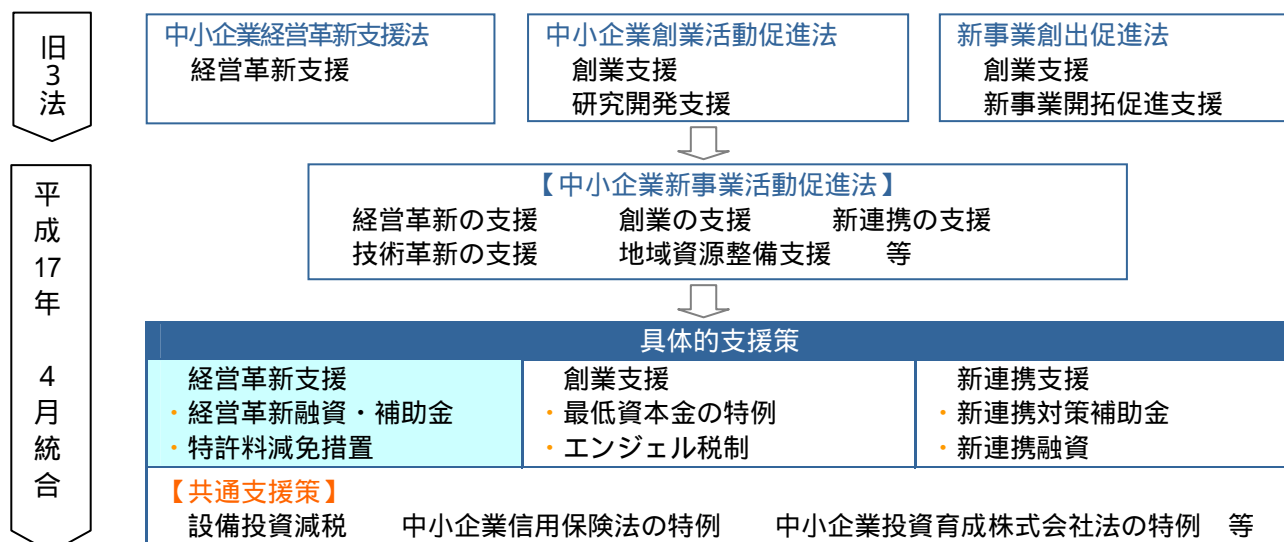 旧3法
中小企業経営革新支援法
経営革新支援
中小企業創業活動促進法
創業支援
研究開発支援
新事業創出促進法
創業支援
新事業開拓促進支援
平成17年 4月統合
【中小企業新事業活動促進法】
経営革新の支援 創業の支援 新連携の支援
技術革新の支援 地域資源整備支援 等
具体的支援策
経営革新支援
・経営革新融資・補助金
・特許料減免措置
創業支援
・最低資本金の特例
・エンジェル税制
新連携支援
・新連携対策補助金
・新連携融資
【共通支援策】
設備投資減税 中小企業信用保険法の特例 中小企業投資育成株式会社法の特例 等